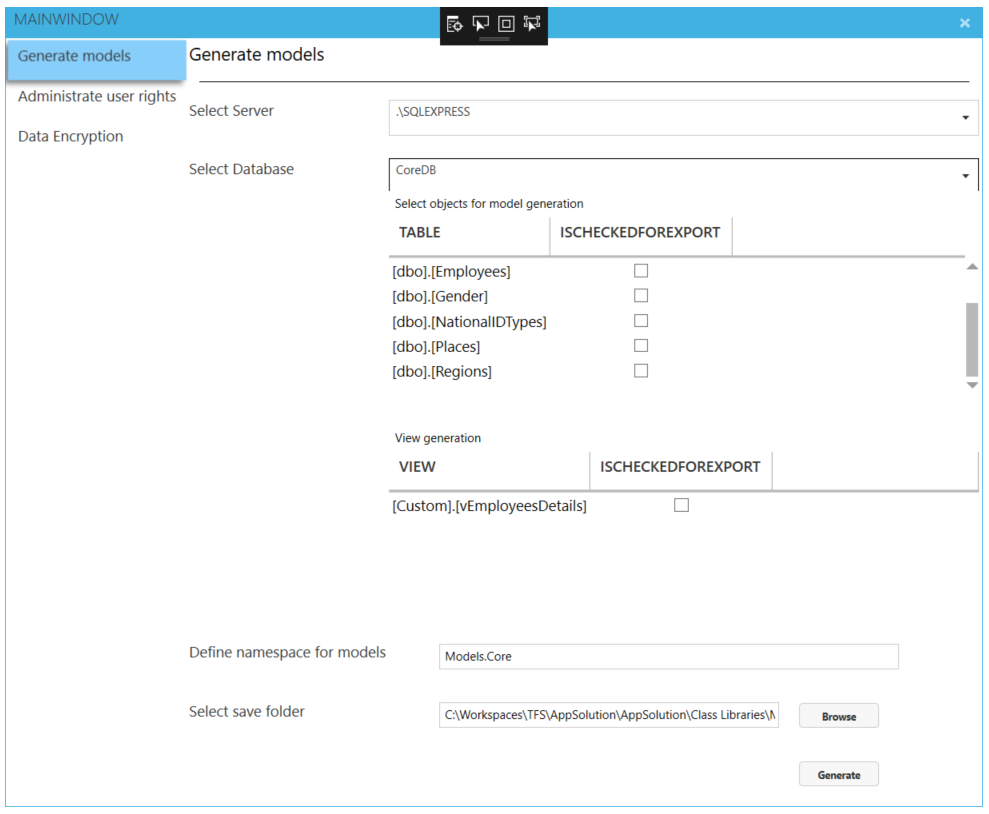 MAINWINDOW
Generate models
Administrate user rights
Data Encryption
Generate models
Select Server
.\SQLEXPRESS
Select Database
CoreDB
Select objects for model generation
TABLE ISCHECKEDFOREXPORT
[dbo].[Employees]
[dbo].[Gender]
[dbo].[NationalIDTypes]
[dbo].[Places]
[dbo].[Regions]
View generation
VIEW ISCHECKEDFOREXPORT
[Custom].[vEmployeesDetails]
Define namespace for models
Models.Core
Select save folder
C:\Workspaces\TFS\AppSolution\AppSolution\Class Libraries\
Browse
Generate